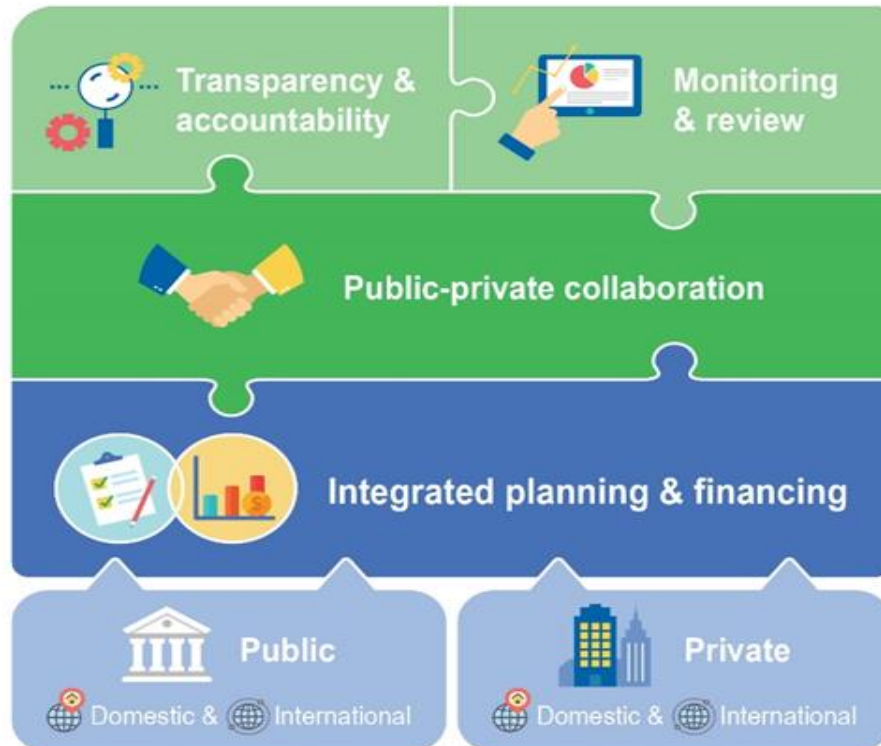 Transparency &
accountability
Monitoring
& review
Public-private collaboration
Integrated planning & financing
$
Public
Domestic & International
Private
Domestic & International